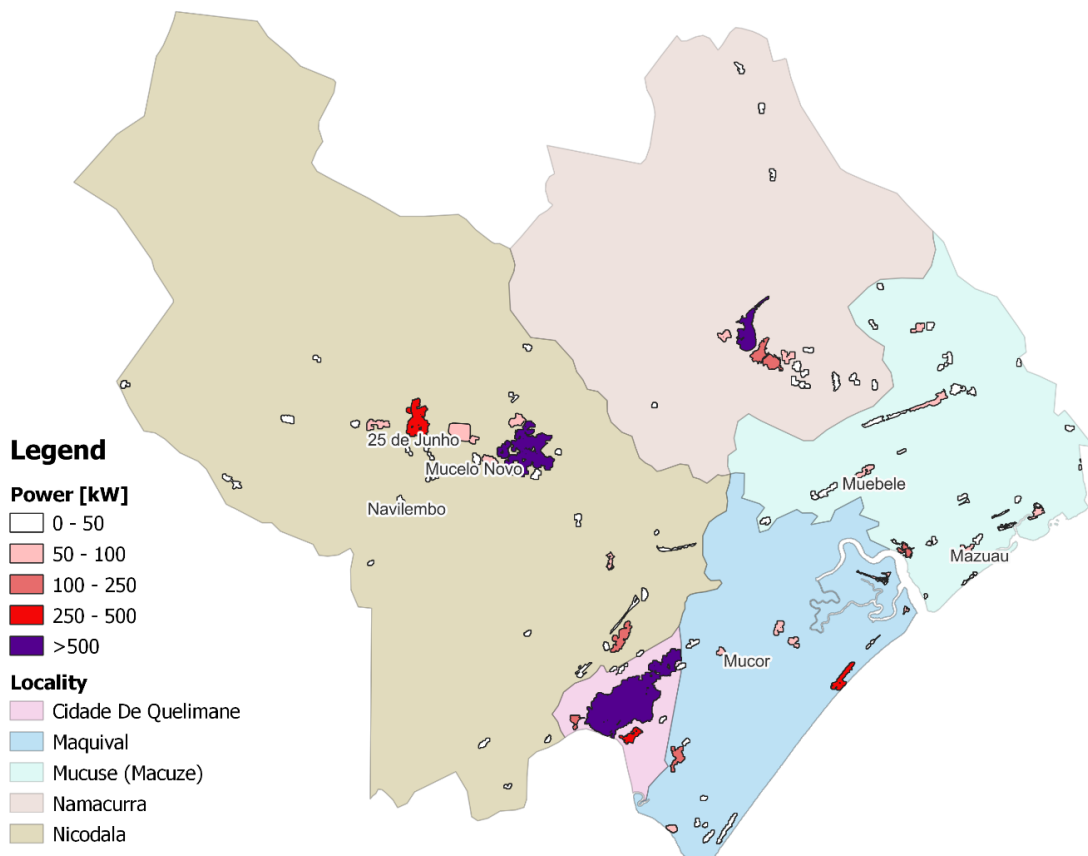 25 de Junho
Mucelo Novo
Navilembo
Muebele
Mazuau
Mucor
Legend
Power [kW]
0 - 50
50 - 100
100 - 250
250 - 500
>500
Locality
Cidade De Quelimane
Maquival
Mucuse (Macuze)
Namacurra
Nicodala